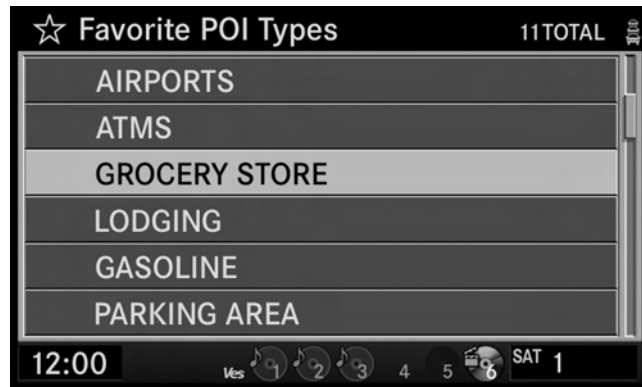 Favorite POI Types 11TOTAL
AIRPORTS
ATMS
GROCERY STORE
LODGING
GASOLINE
PARKING AREA
12:00 Ves 1 2 3 4 5 6 SAT 1